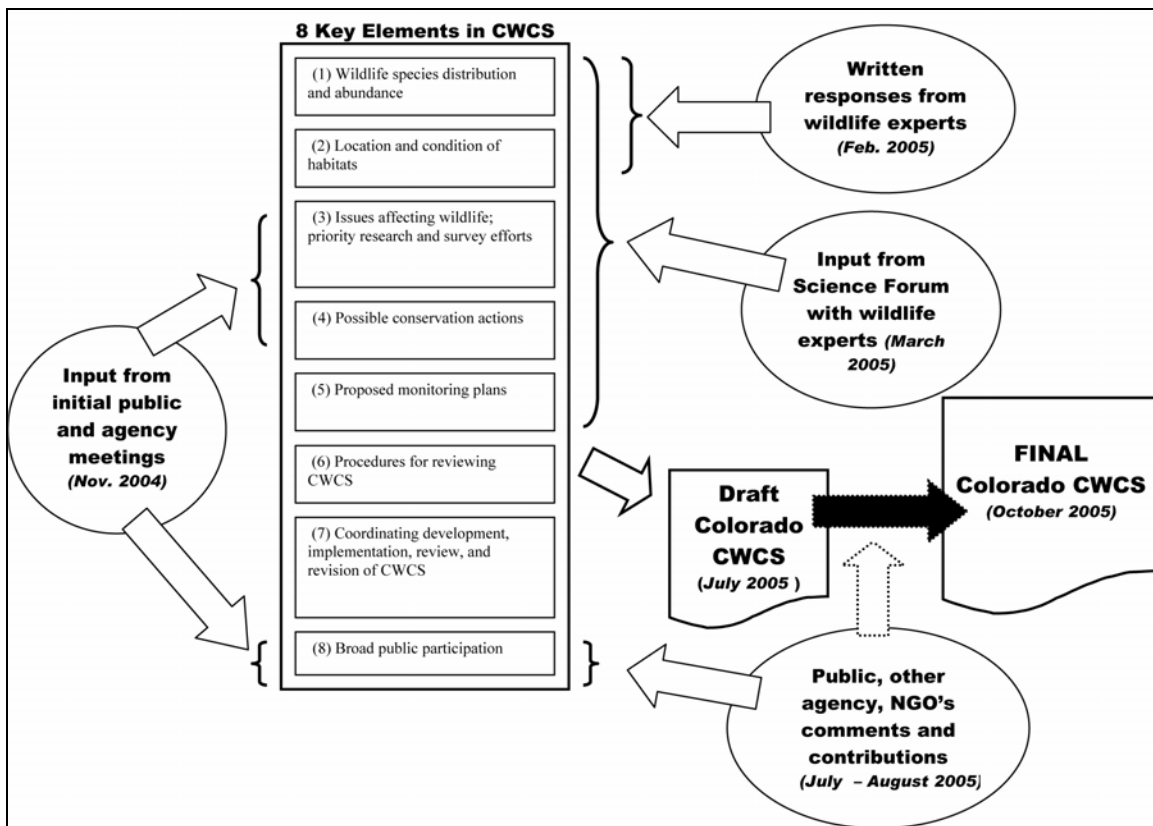 8 Key Elements in CWCS
(1) Wildlife species distribution
and abundance
(2) Location and condition of
habitats
(3) Issues affecting wildlife;
priority research and survey efforts
(4) Possible conservation actions
(5) Proposed monitoring plans
(6) Procedures for reviewing
CWCS
(7) Coordinating development,
implementation, review, and
revision of CWCS
(8) Broad public participation
Input from
initial public
and agency
meetings
(Nov. 2004)
Written
responses from
wildlife experts
(Feb. 2005)
Input from
Science Forum
with wildlife
experts (March
2005)
Draft
Colorado
CWCS
(July 2005 )
FINAL
Colorado CWCS
(October 2005)
Public, other
agency, NGO’s
comments and
contributions
(July – August 2005)